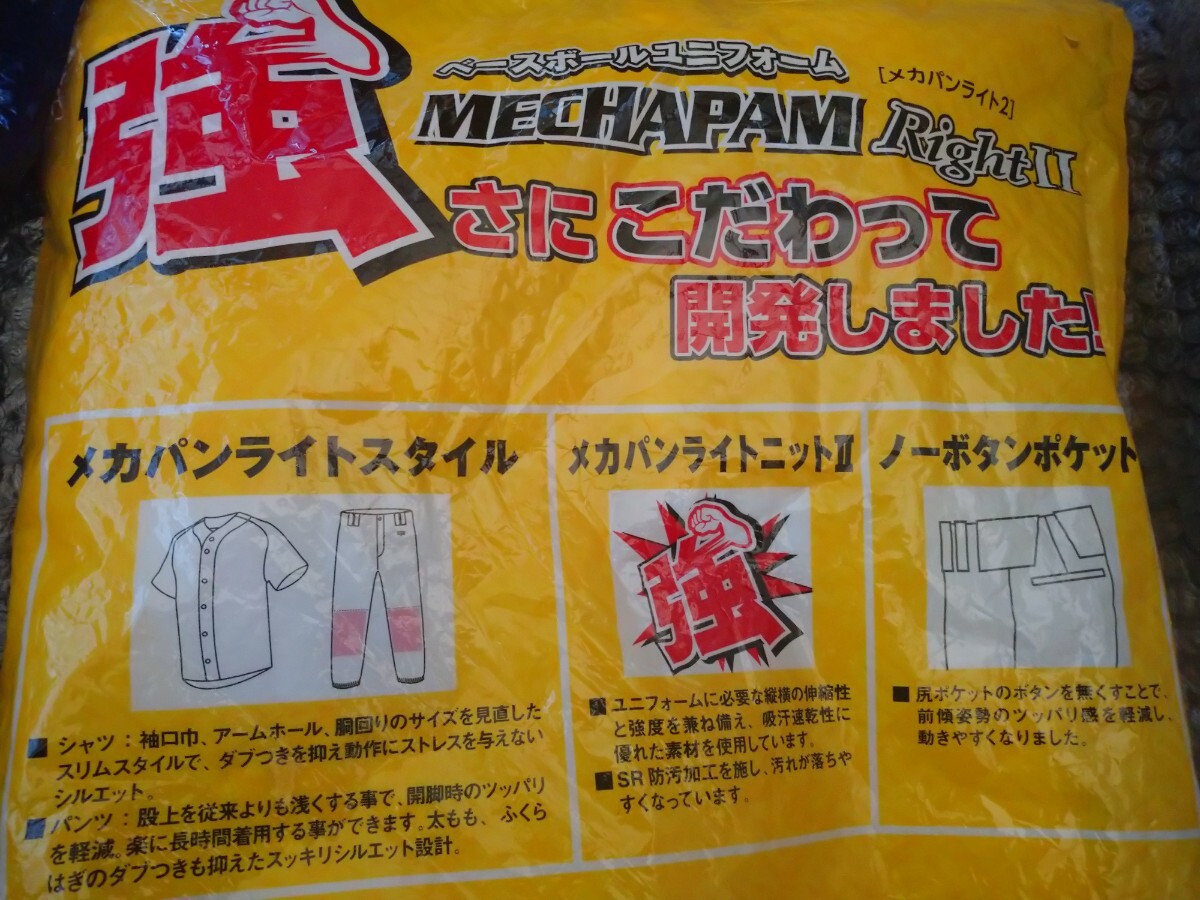 ベースボールユニフォーム
[メカパンライト2]
MECHAPAM Right II
強さにこだわって
開発しました!
メカパンライトスタイル
■シャツ：袖口巾、アームホール、胴回りのサイズを見直した
スリムスタイルで、ダブつきを抑え動作にストレスを与えない
シルエット。
■パンツ：股上を従来よりも浅くする事で、開脚時のツッパリ
を軽減。楽に長時間着用する事ができます。太もも、ふくら
はぎのダブつきも抑えたスッキリシルエット設計。
メカパンライトニットⅡ
強
■ユニフォームに必要な縦横の伸縮性
と強度を兼ね備え、吸汗速乾性に
優れた素材を使用しています。
■SR防汚加工を施し、汚れが落ちや
すくなっています。
ノーボタンポケット
■尻ポケットのボタンを無くすことで、
前傾姿勢のツッパリ感を軽減し、
動きやすくなりました。